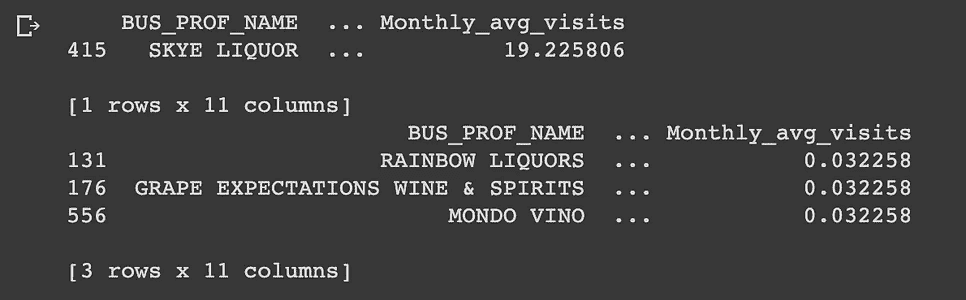 BUS_PROF_NAME ... Monthly_avg_visits
415 SKYE LIQUOR ... 19.225806
[1 rows x 11 columns]
BUS_PROF_NAME ... Monthly_avg_visits
131 RAINBOW LIQUORS ... 0.032258
176 GRAPE EXPECTATIONS WINE & SPIRITS ... 0.032258
556 MONDO VINO ... 0.032258
[3 rows x 11 columns]